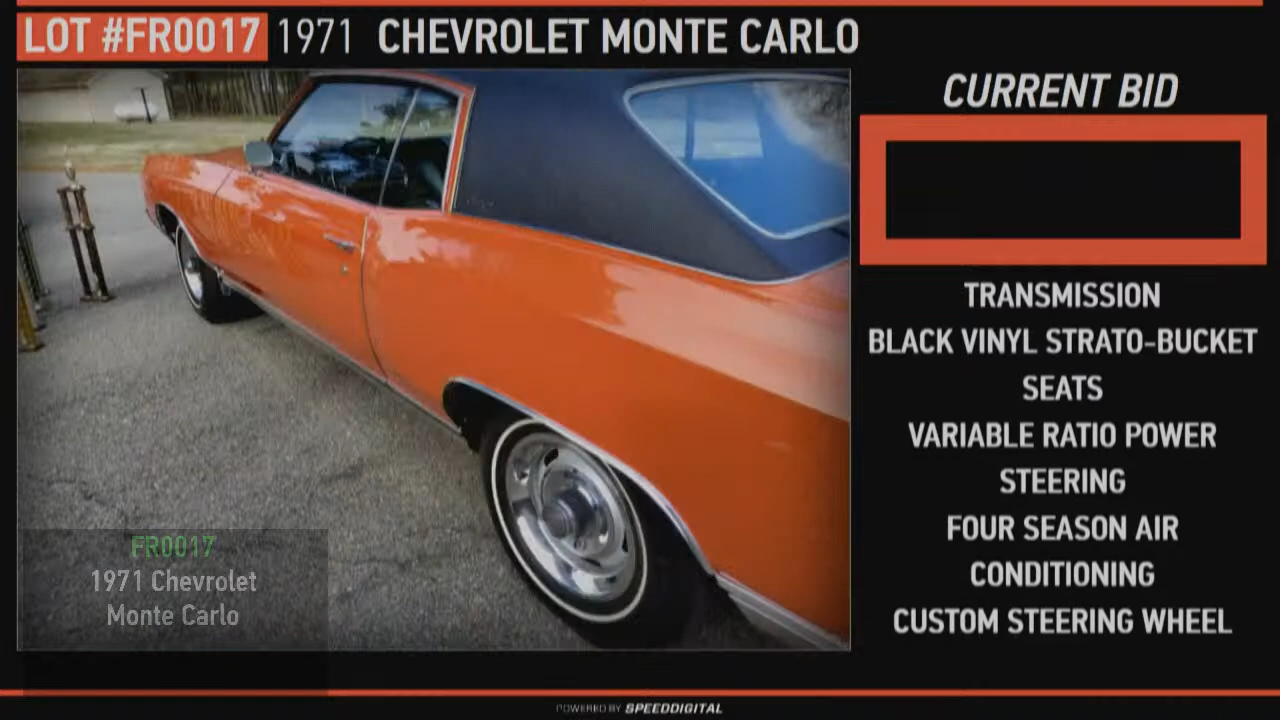 LOT #FR0017 1971 CHEVROLET MONTE CARLO
CURRENT BID
TRANSMISSION
BLACK VINYL STRATO-BUCKET
SEATS
VARIABLE RATIO POWER
STEERING
FOUR SEASON AIR
CONDITIONING
CUSTOM STEERING WHEEL
FR0017
1971 Chevrolet
Monte Carlo
POWERED BY SPEEDDIGITAL